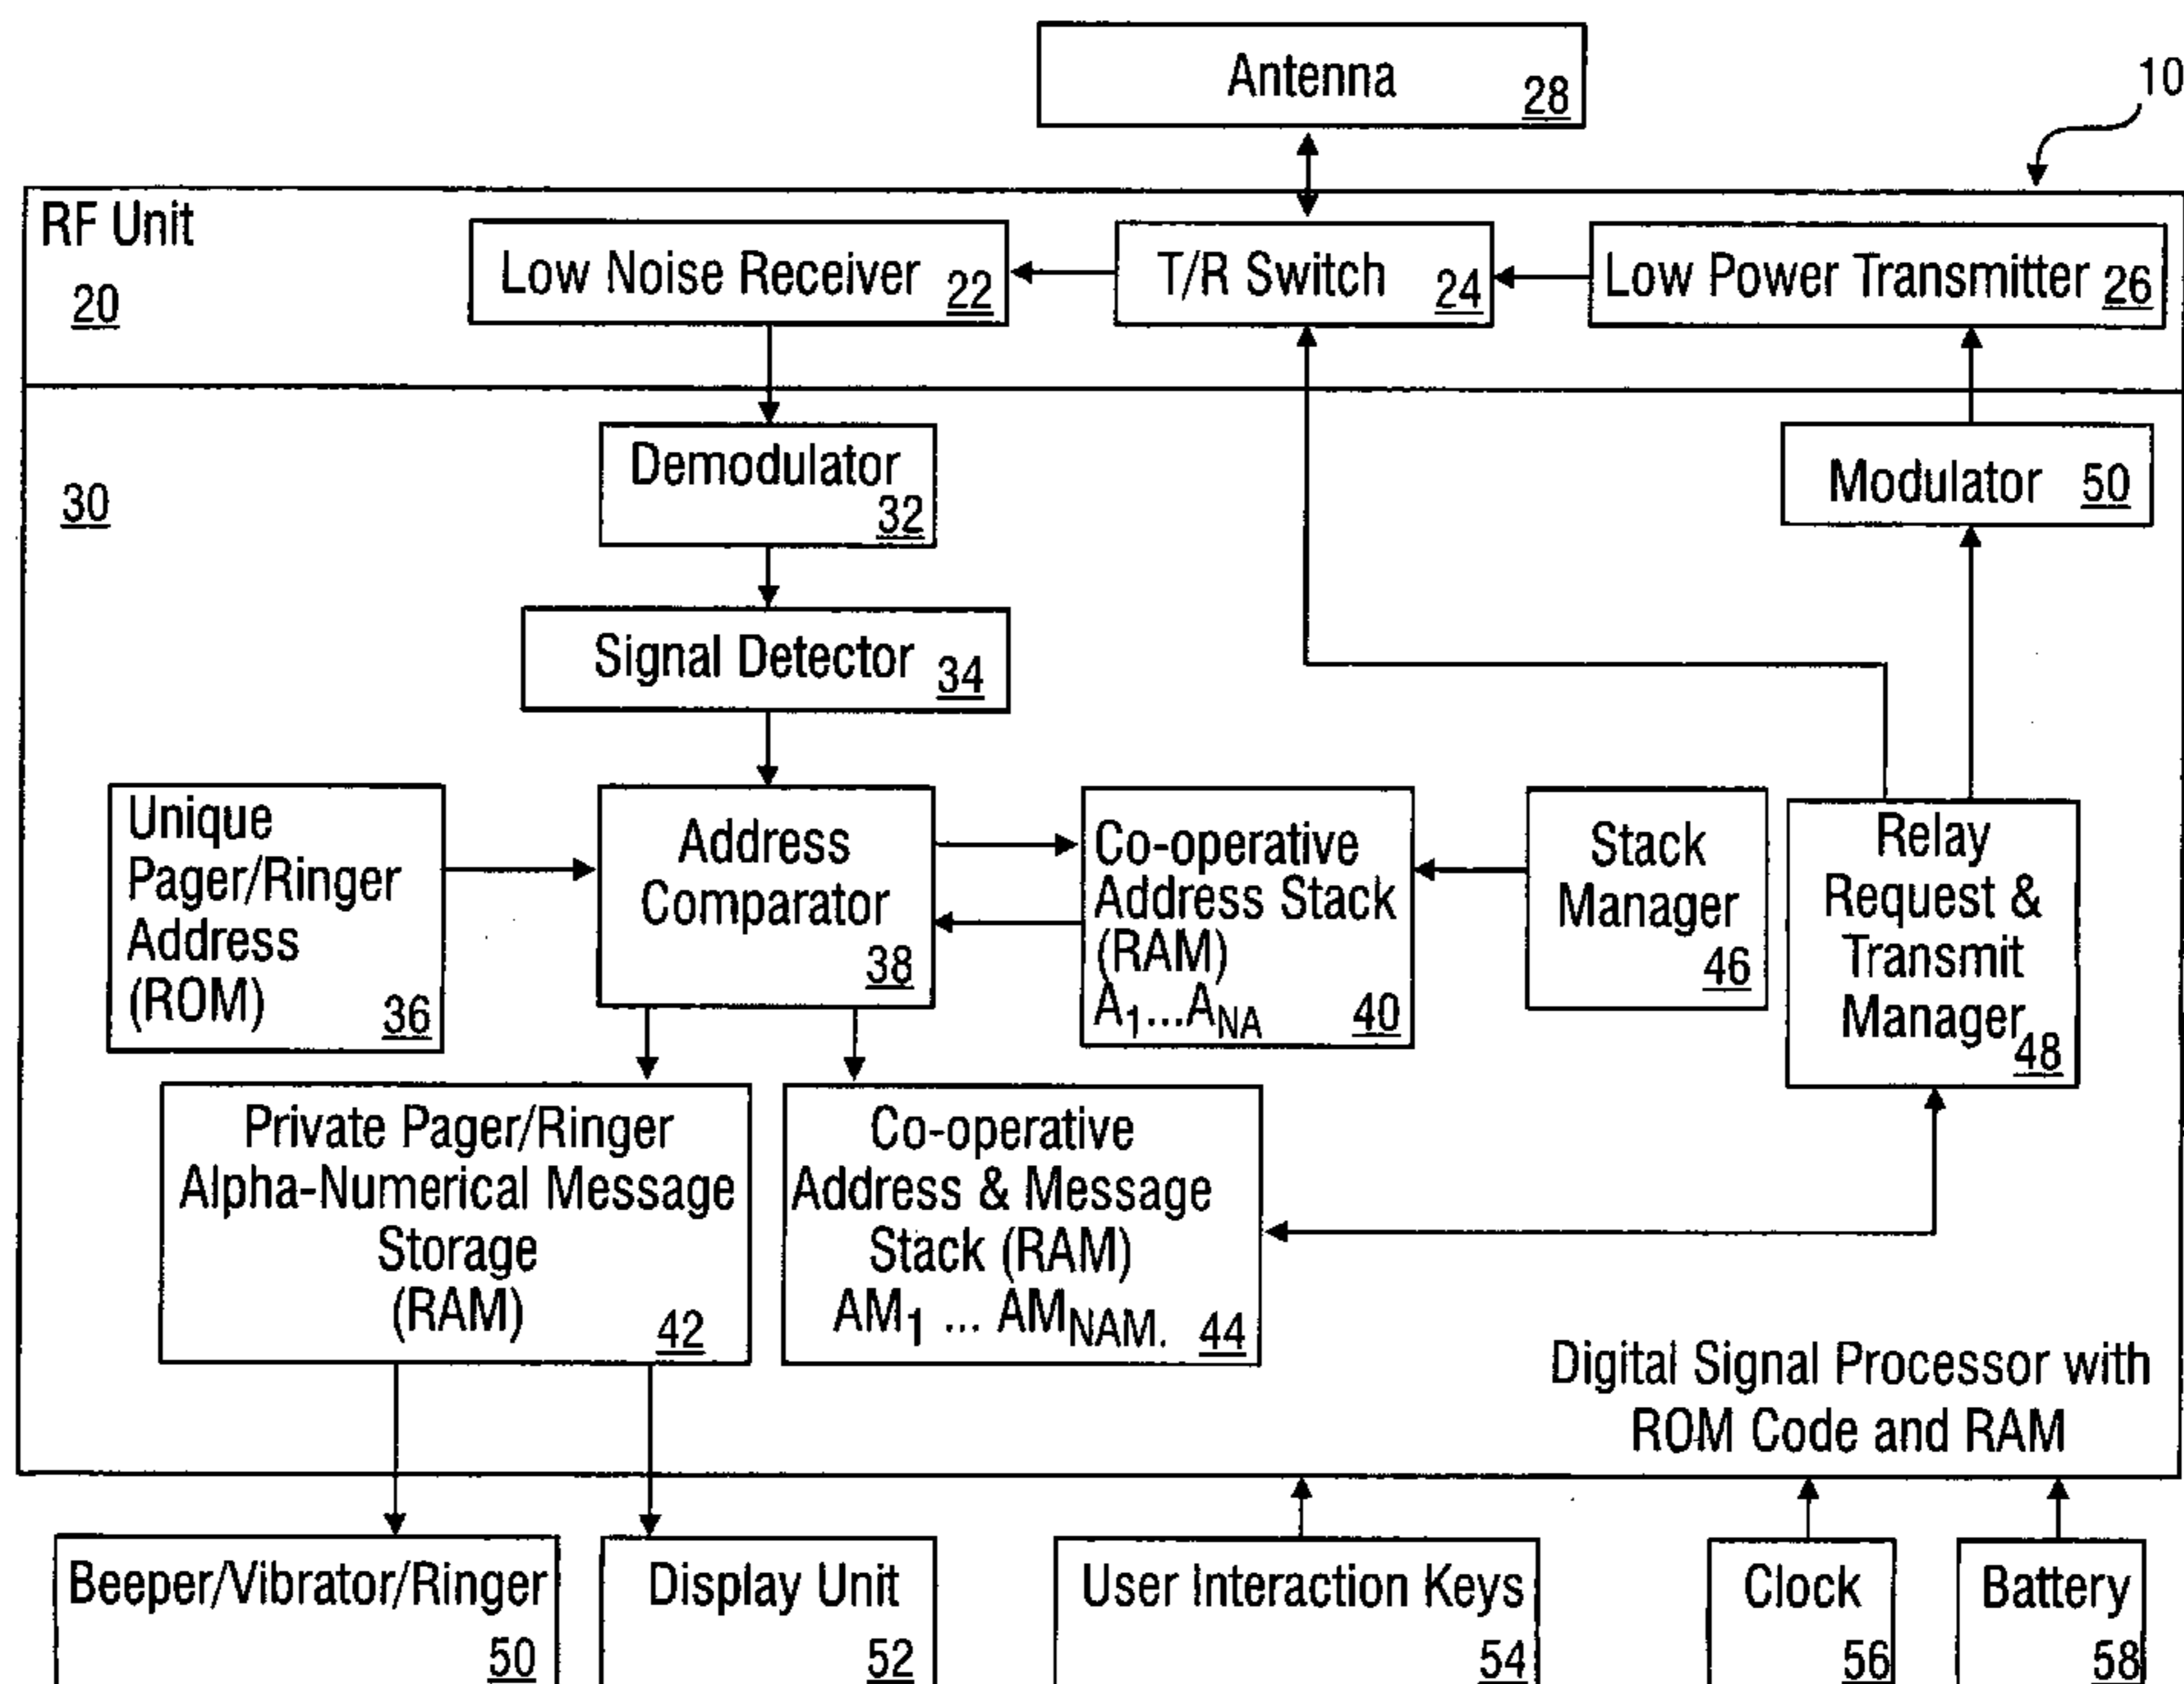 Antenna
28
10
RF Unit
20
Low Noise Receiver 22
T/R Switch 24
Low Power Transmitter 26
30
Demodulator
32
Modulator 50
Signal Detector 34
Unique
Pager/Ringer
Address
(ROM) 36
Address
Comparator
38
Co-operative
Address Stack
(RAM)
A1...ANA 40
Stack
Manager
46
Relay
Request &
Transmit
Manager
48
Private Pager/Ringer
Alpha-Numerical Message
Storage
(RAM) 42
Co-operative
Address & Message
Stack (RAM)
AM1 ... AMNAM. 44
Digital Signal Processor with
ROM Code and RAM
Beeper/Vibrator/Ringer
50
Display Unit
52
User Interaction Keys
54
Clock
56
Battery
58